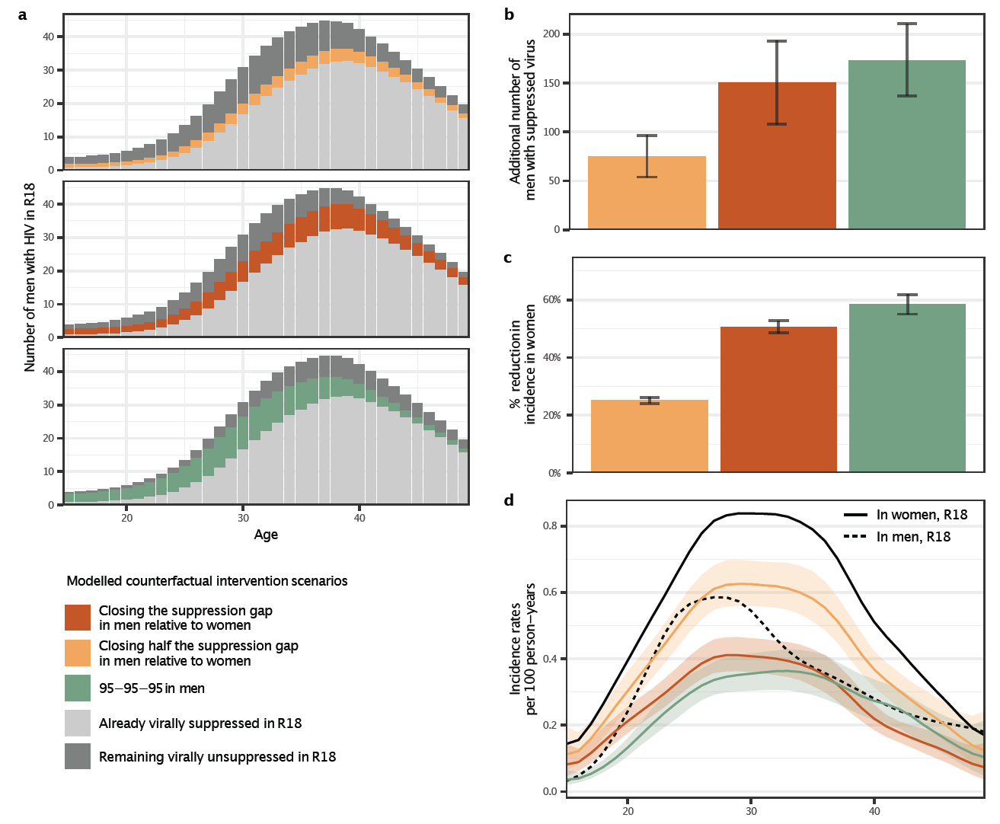 a
Number of men with HIV in R18
40
30
20
10
0
40
30
20
10
0
40
30
20
10
0
20
30
40
Age
Modelled counterfactual intervention scenarios
Closing the suppression gap
in men relative to women
Closing half the suppression gap
in men relative to women
95−95−95 in men
Already virally suppressed in R18
Remaining virally unsuppressed in R18
b
Additional number of
men with suppressed virus
200
150
100
50
0
c
% reduction in
incidence in women
60%
40%
20%
0%
d
Incidence rates
per 100 person−years
0.8
0.6
0.4
0.2
0.0
In women, R18
In men, R18
20
30
40